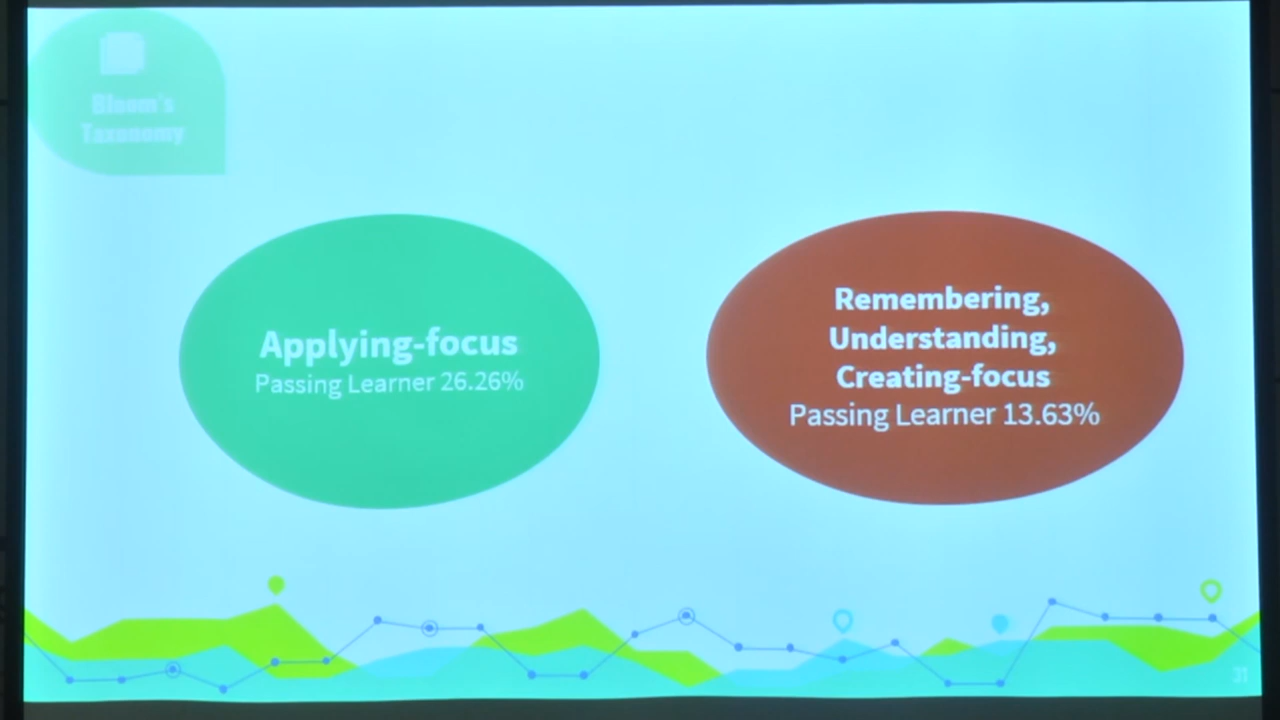 Bloom's
Taxonomy
Applying-focus
Passing Learner 26.26%
Remembering,
Understanding,
Creating-focus
Passing Learner 13.63%
31